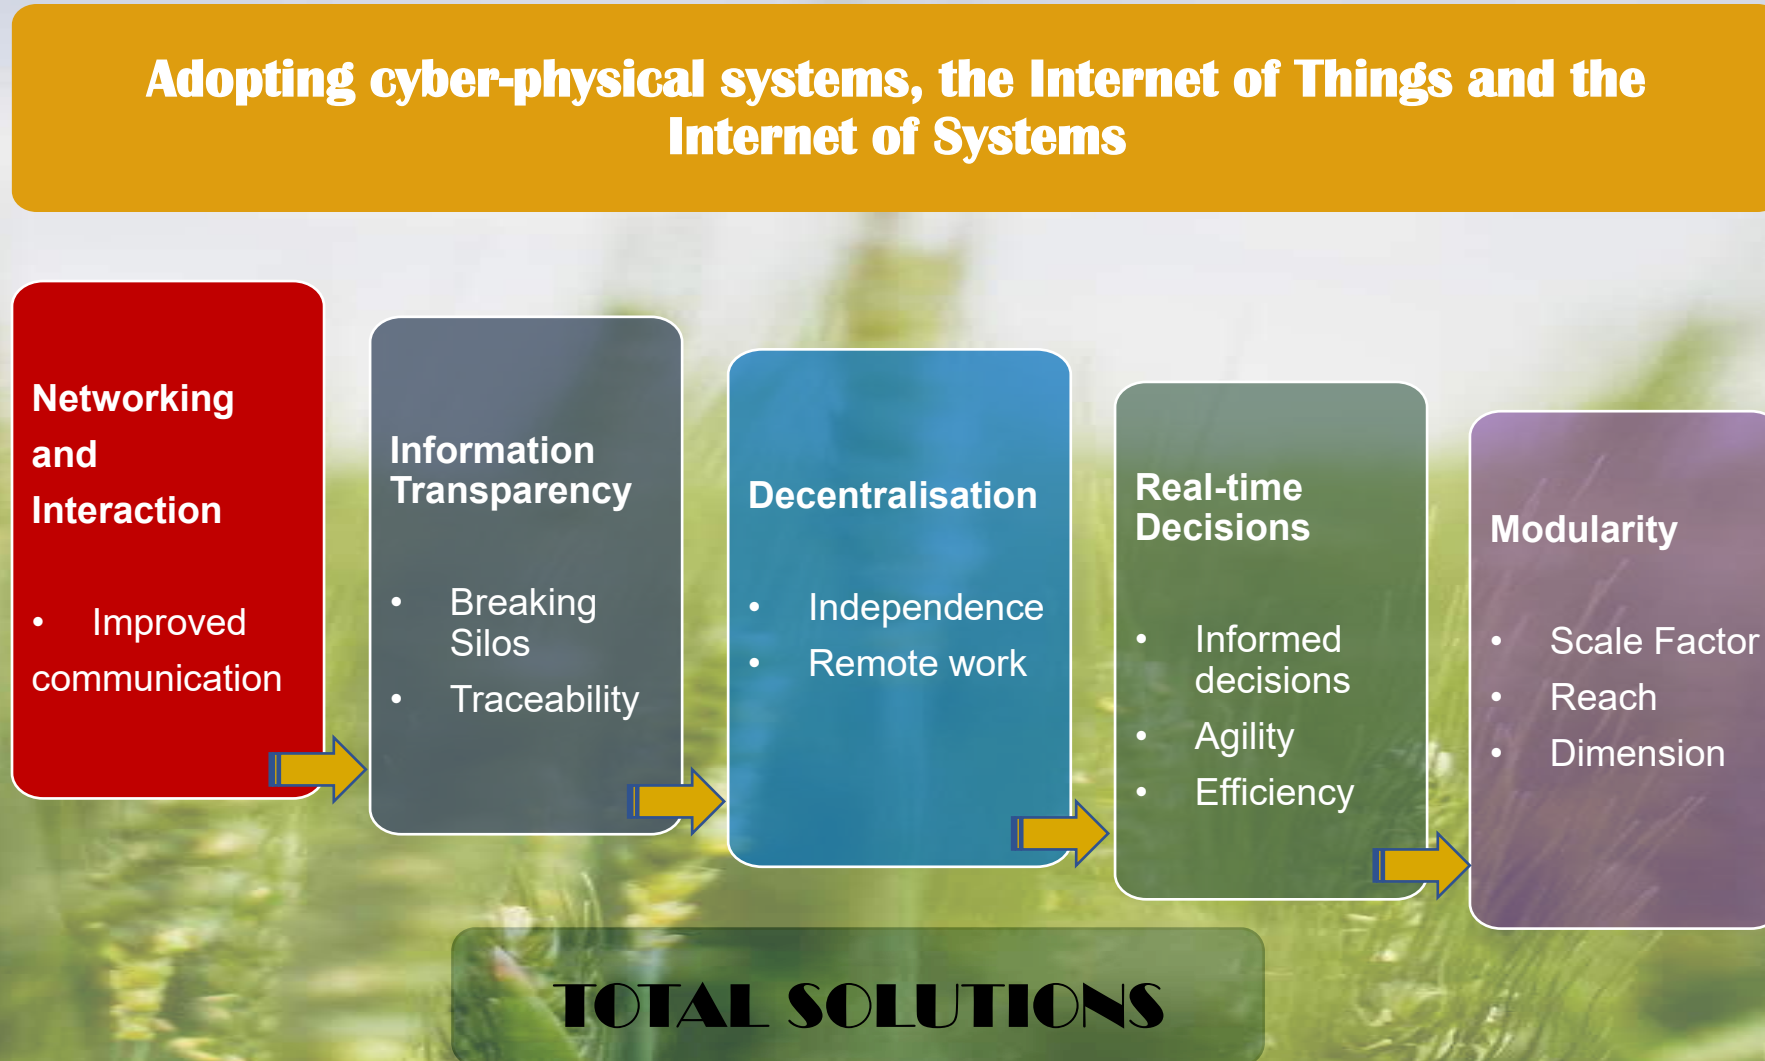 Adopting cyber-physical systems, the Internet of Things and the
Internet of Systems
Networking
and
Interaction
• Improved
communication
Information
Transparency
• Breaking
Silos
• Traceability
Decentralisation
• Independence
• Remote work
Real-time
Decisions
• Informed
decisions
• Agility
• Efficiency
Modularity
• Scale Factor
• Reach
• Dimension
TOTAL SOLUTIONS